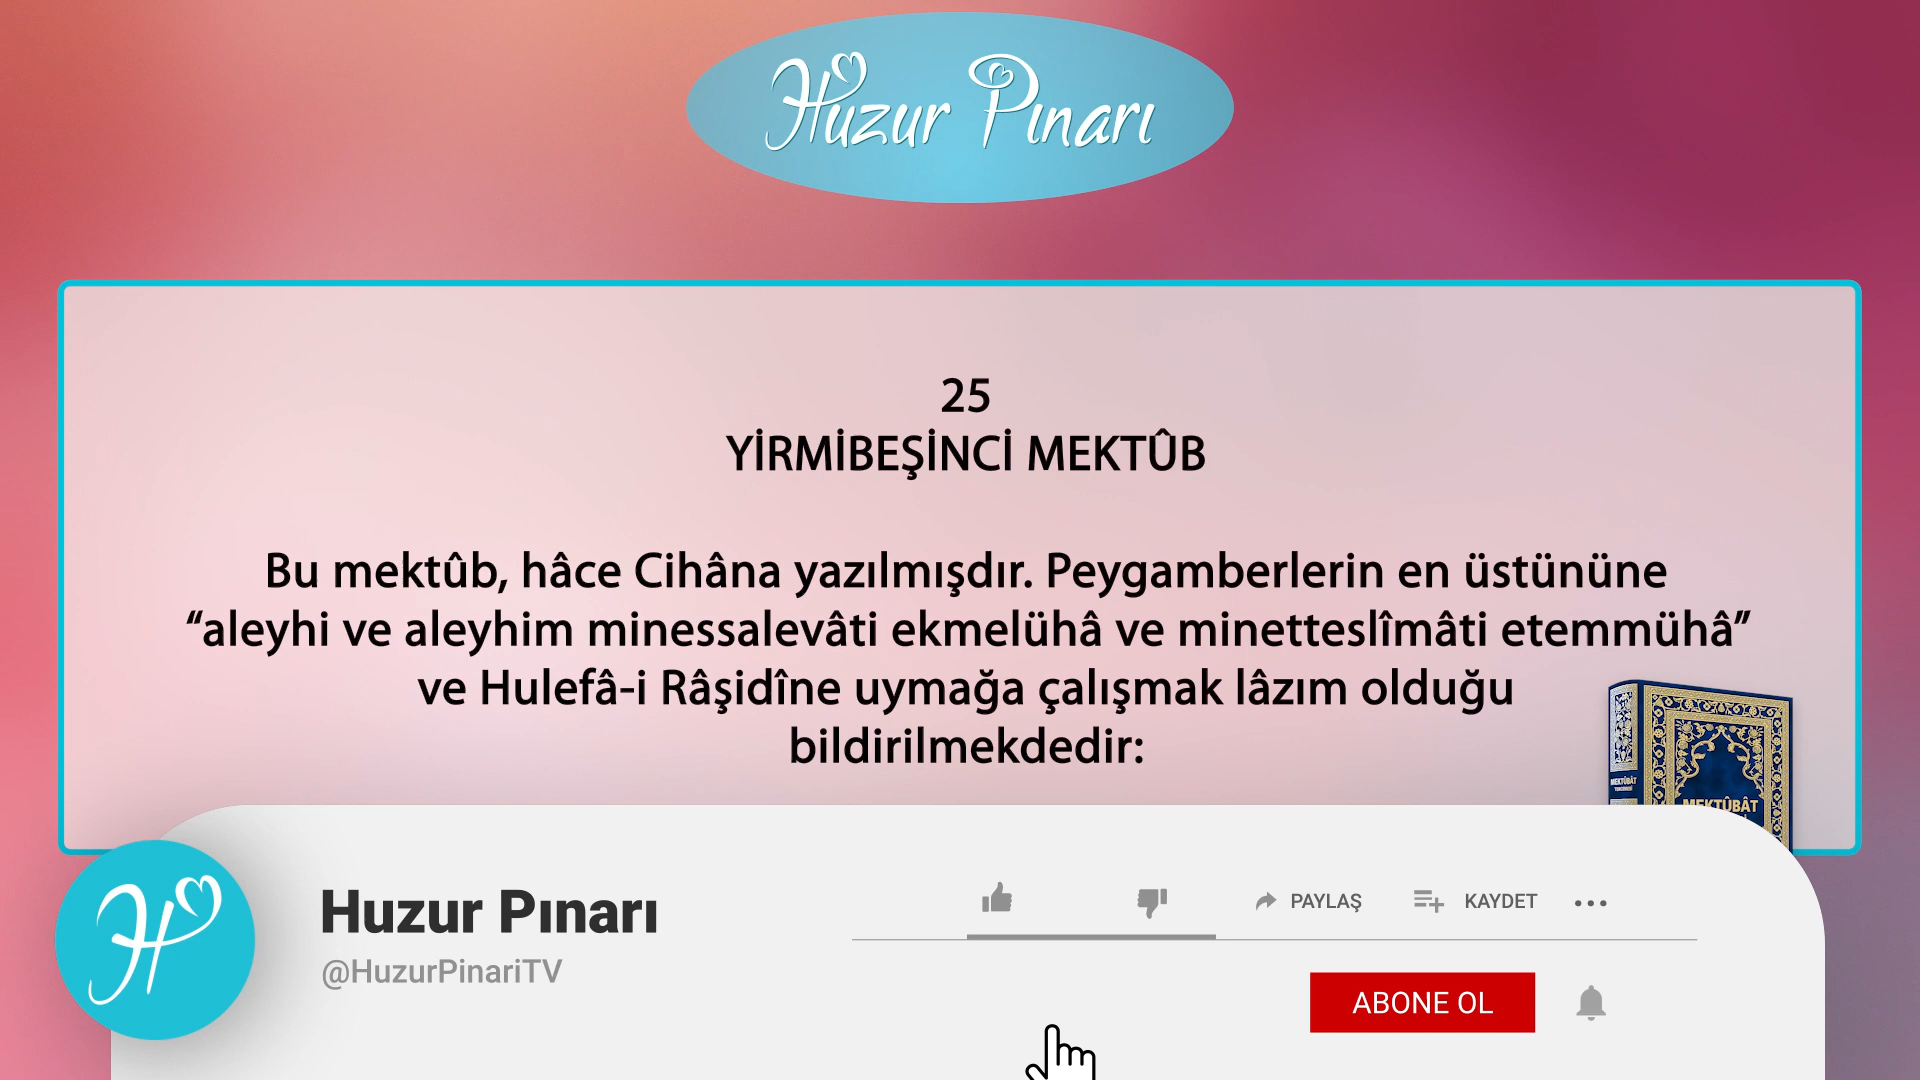 Huzur Pınarı
25
YİRMİBEŞİNCİ MEKTÛB
Bu mektûb, hâce Cihâna yazılmışdır. Peygamberlerin en üstününe
“aleyhi ve aleyhim minessalevâti ekmelühâ ve minetteslîmâti etemmühâ”
ve Hulefâ-i Râşidîne uymağa çalışmak lâzım olduğu
bildirilmekdedir:
MEKTÛBÂT
TERCEMESİ
MEKTÛBÂT
Huzur Pınarı
@HuzurPinariTV
PAYLAŞ
KAYDET
ABONE OL